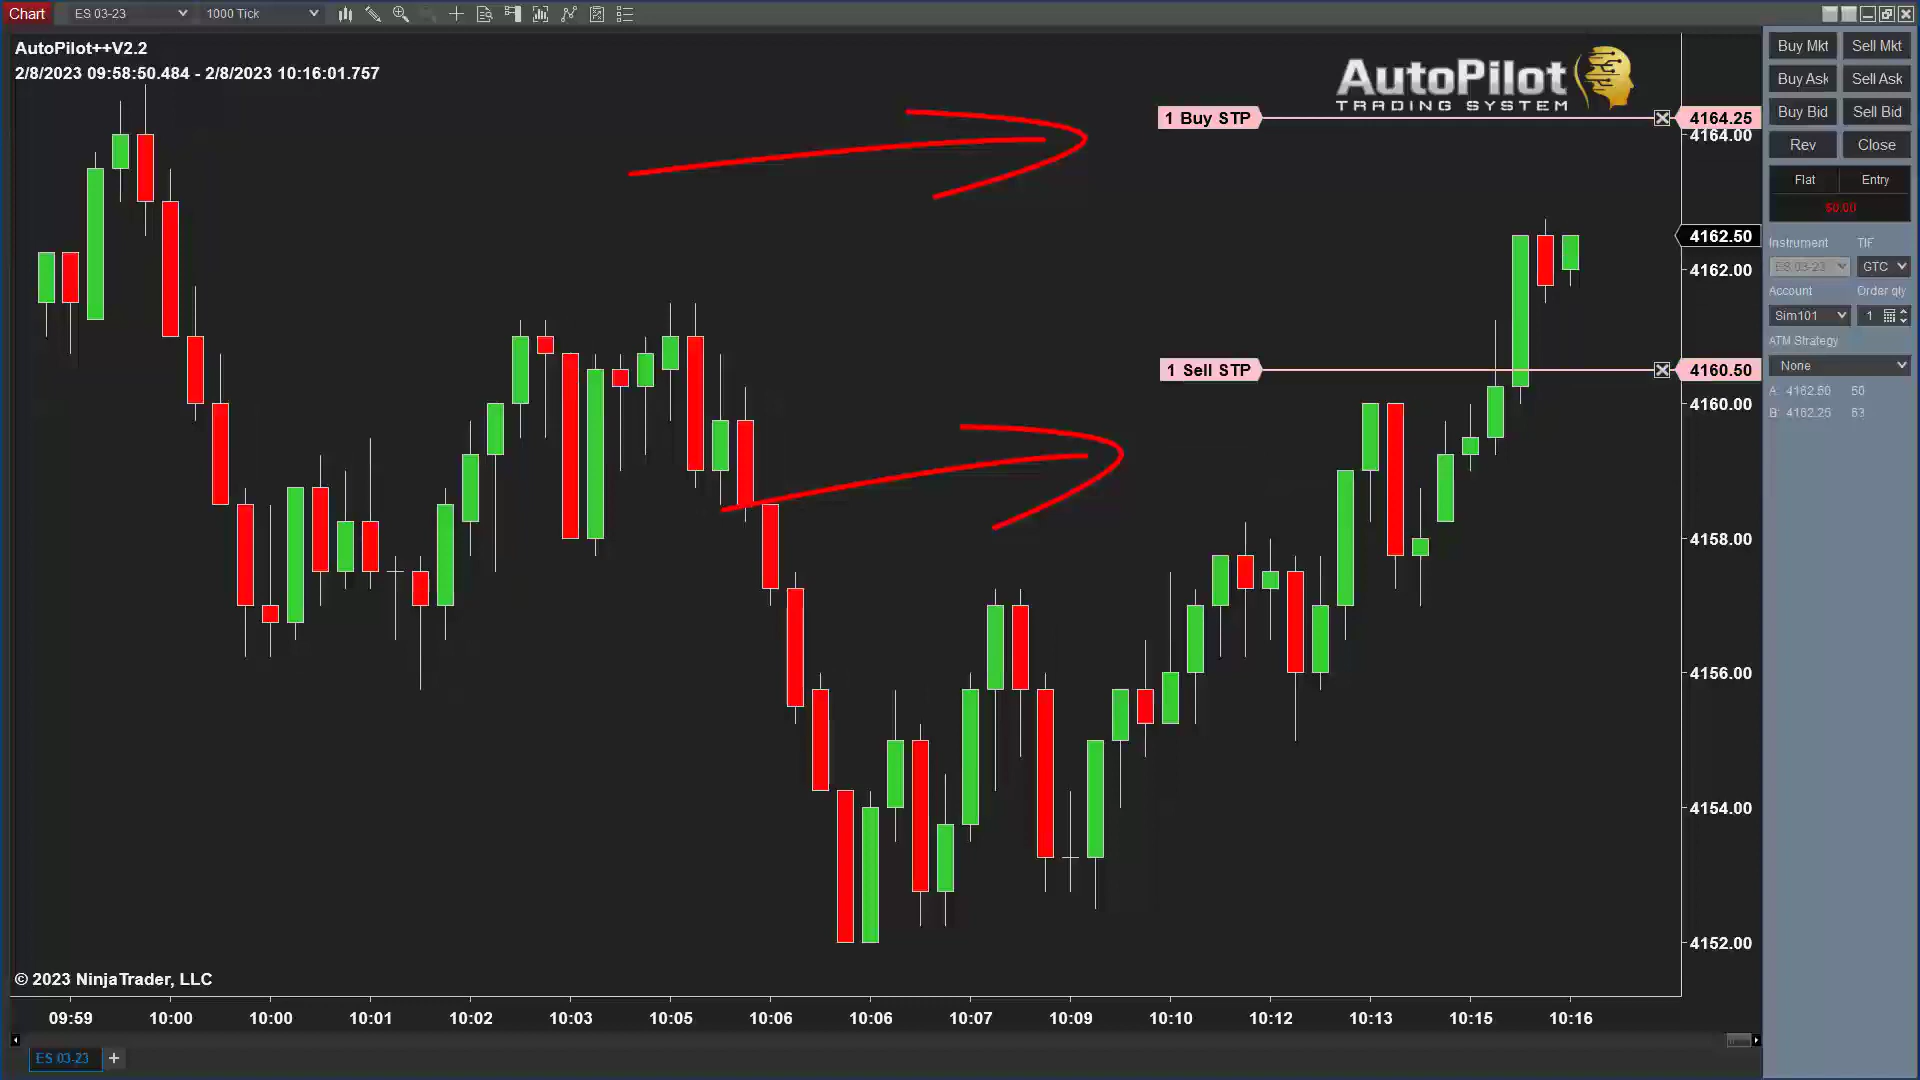 Chart ES 03-23 1000 Tick
AutoPilot++V2.2
2/8/2023 09:58:50.484 - 2/8/2023 10:16:01.757
AutoPilot
TRADING SYSTEM
1 Buy STP
4164.25
4164.00
4162.50
4162.00
1 Sell STP
4160.50
4160.00
4158.00
4156.00
4154.00
4152.00
Buy Mkt Sell Mkt
Buy Ask Sell Ask
Buy Bid Sell Bid
Rev Close
Flat Entry
$0.00
Instrument TIF
ES 03-23 GTC
Account Order qty
Sim101 1
ATM Strategy
None
A: 4162.50 50
B: 4162.25 53
© 2023 NinjaTrader, LLC
09:59 10:00 10:00 10:01 10:02 10:03 10:05 10:06 10:06 10:07 10:09 10:10 10:12 10:13 10:15 10:16
ES 03-23 +